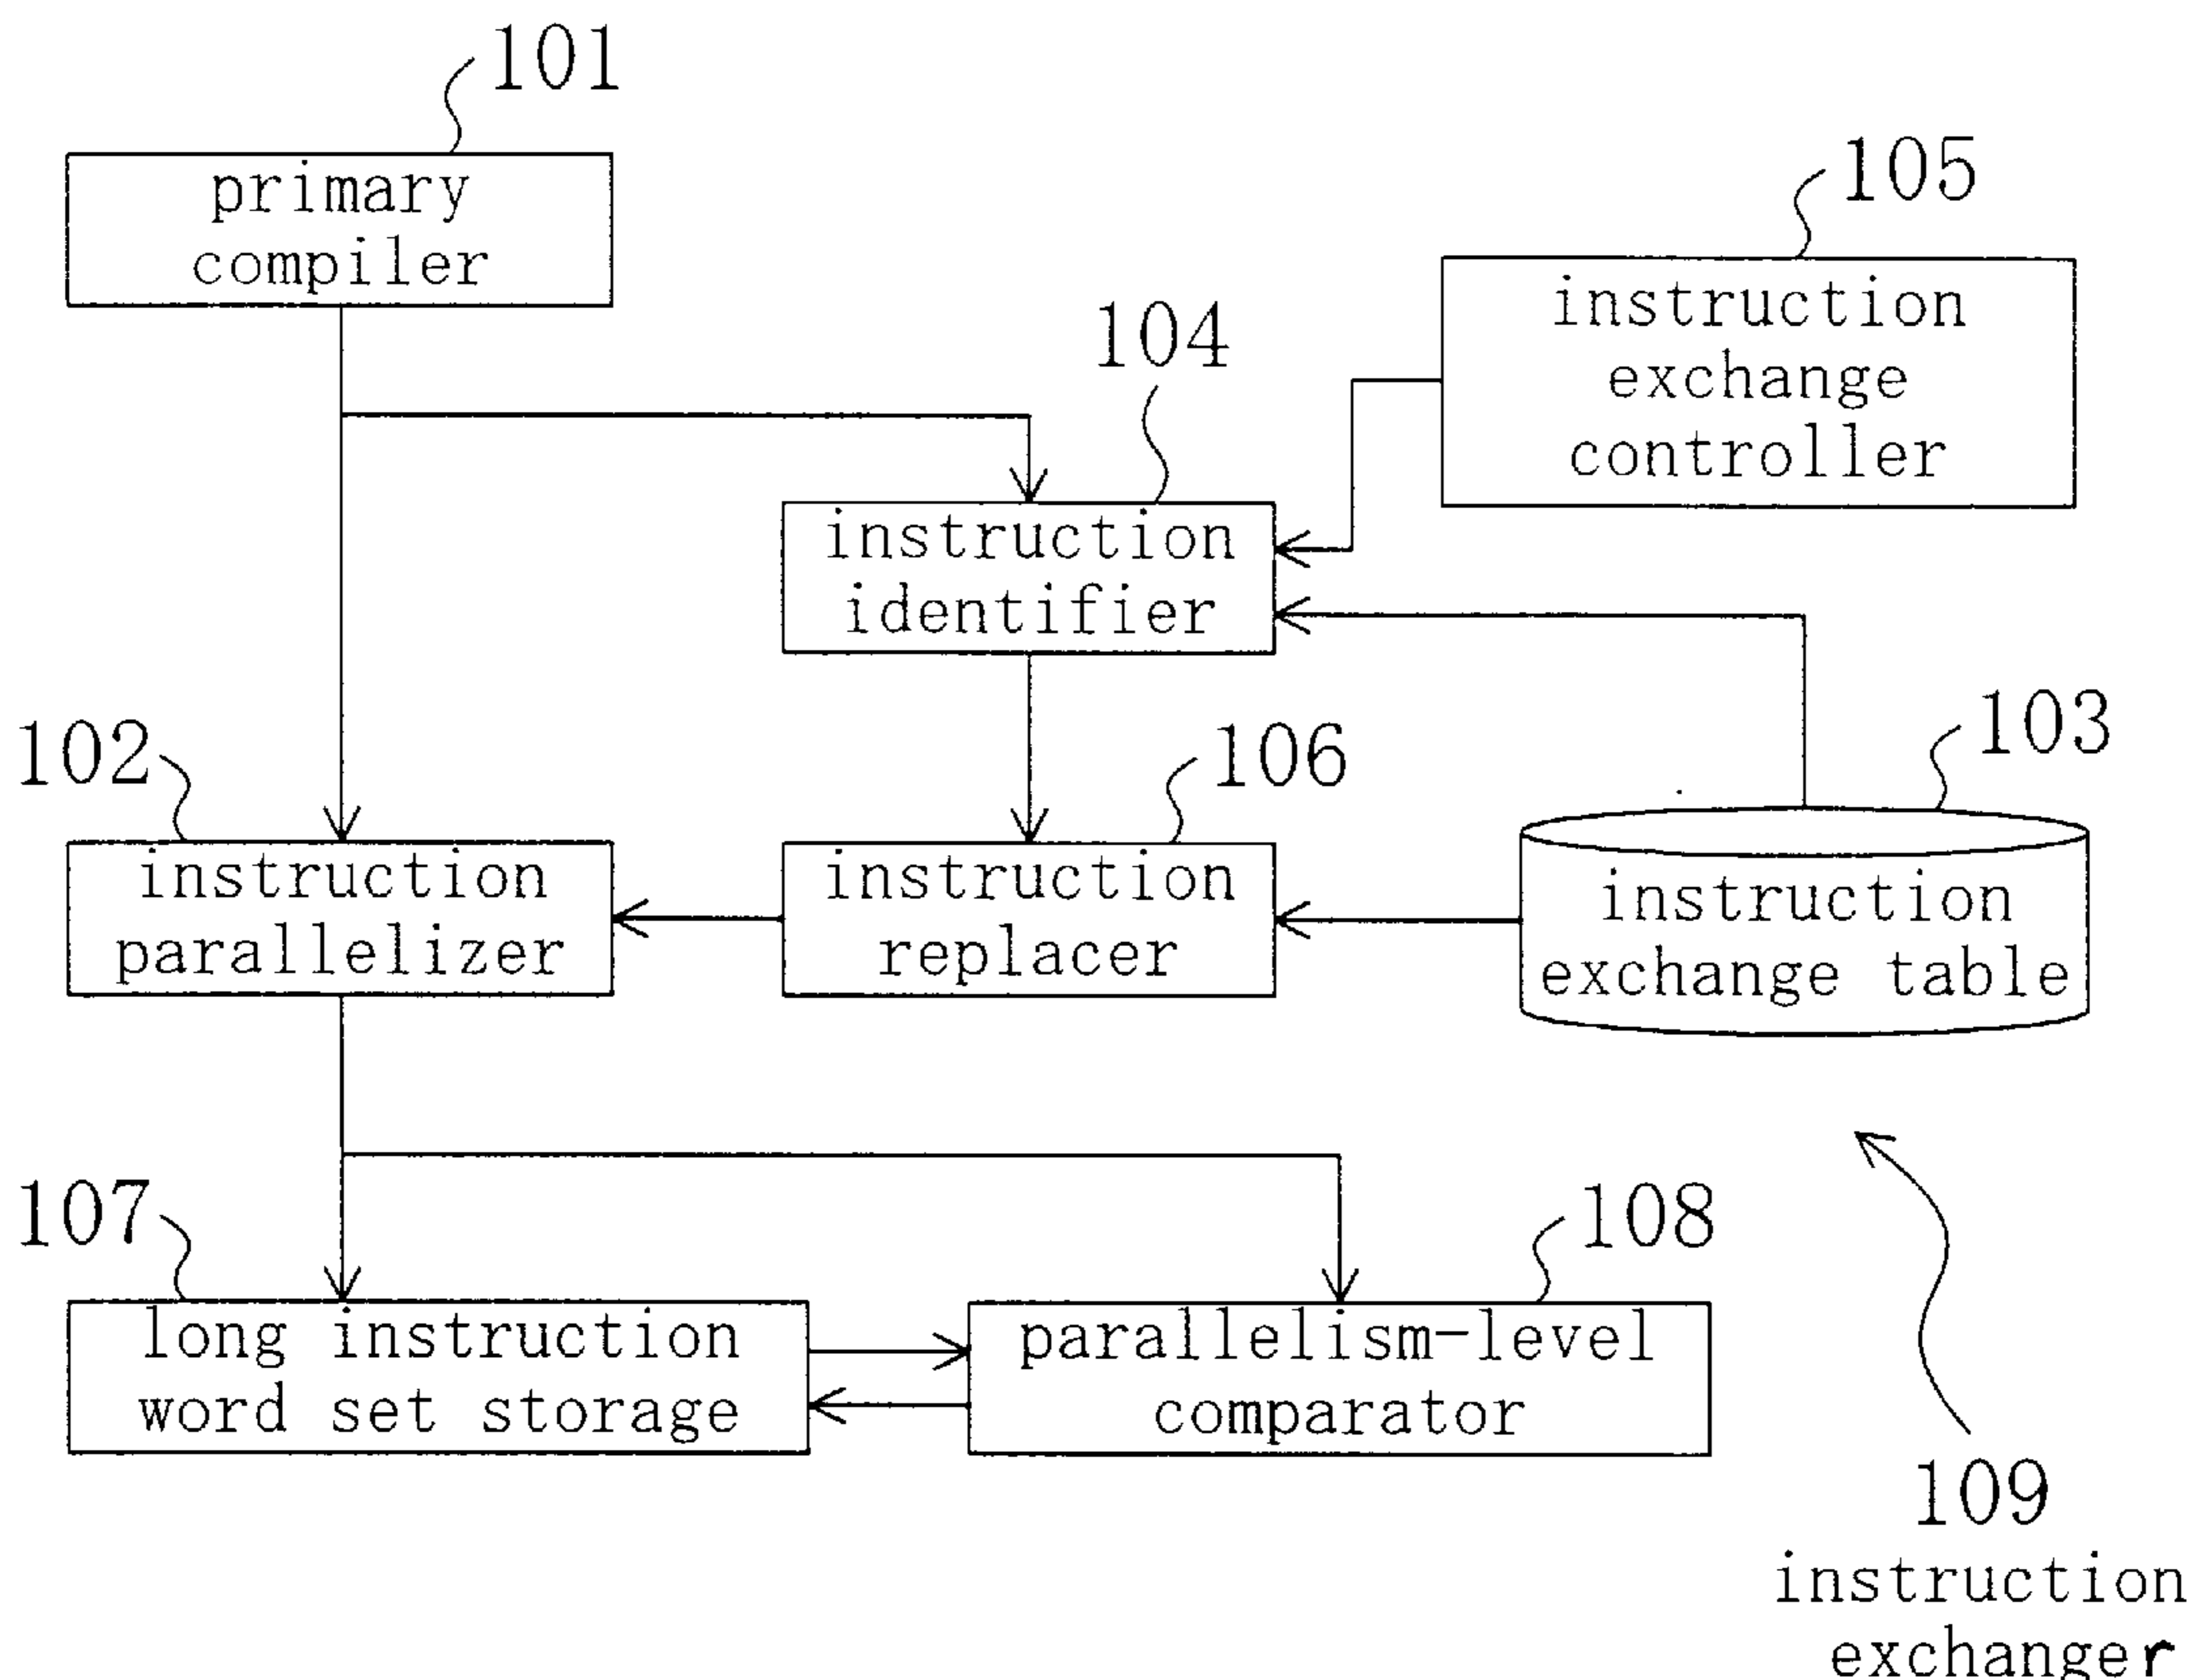 101
primary
compiler
105
instruction
exchange
controller
104
instruction
identifier
102
instruction
parallelizer
106
instruction
replacer
103
instruction
exchange table
107
long instruction
word set storage
108
parallelism-level
comparator
109
instruction
exchanger